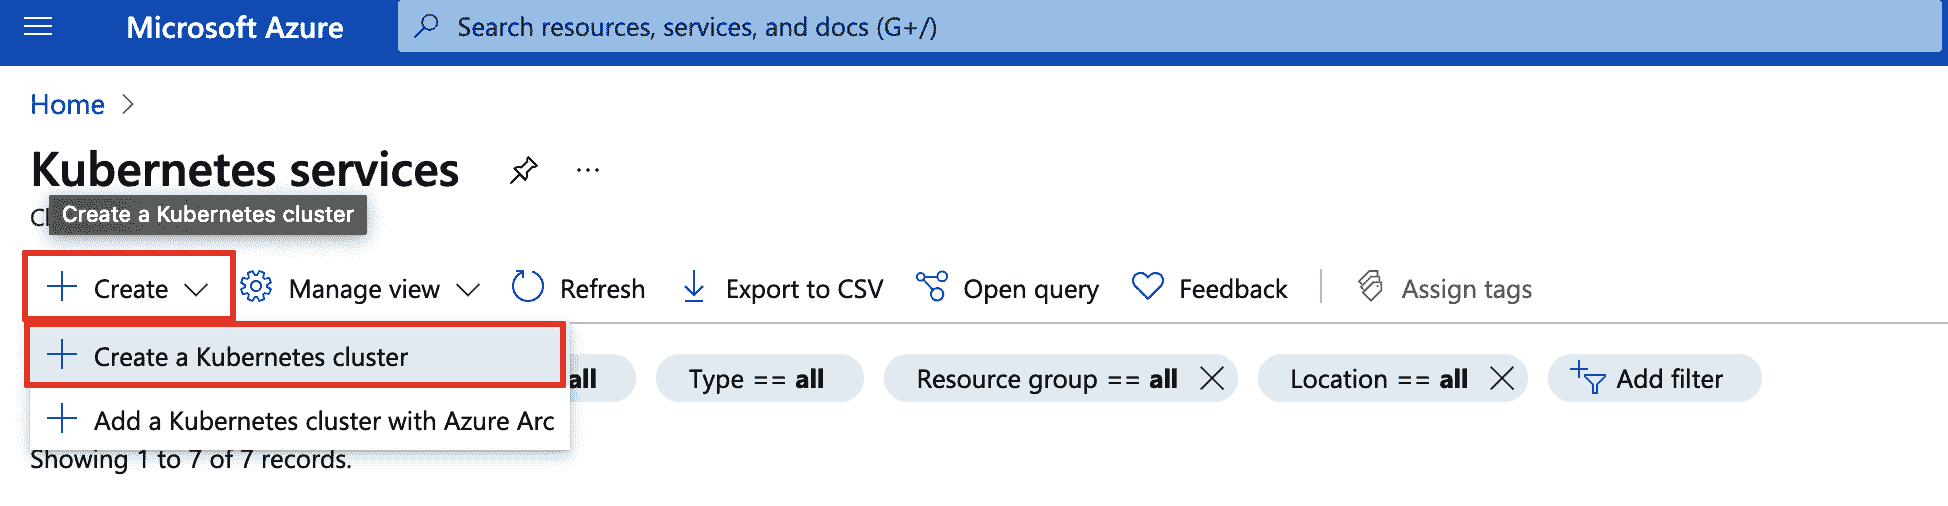 Microsoft Azure
Search resources, services, and docs (G+/)
Home
Kubernetes services
Create a Kubernetes cluster
Create
Manage view
Refresh
Export to CSV
Open query
Feedback
Assign tags
Create a Kubernetes cluster
all
Type == all
Resource group == all
Location == all
Add filter
Add a Kubernetes cluster with Azure Arc
Showing 1 to 7 of 7 records.